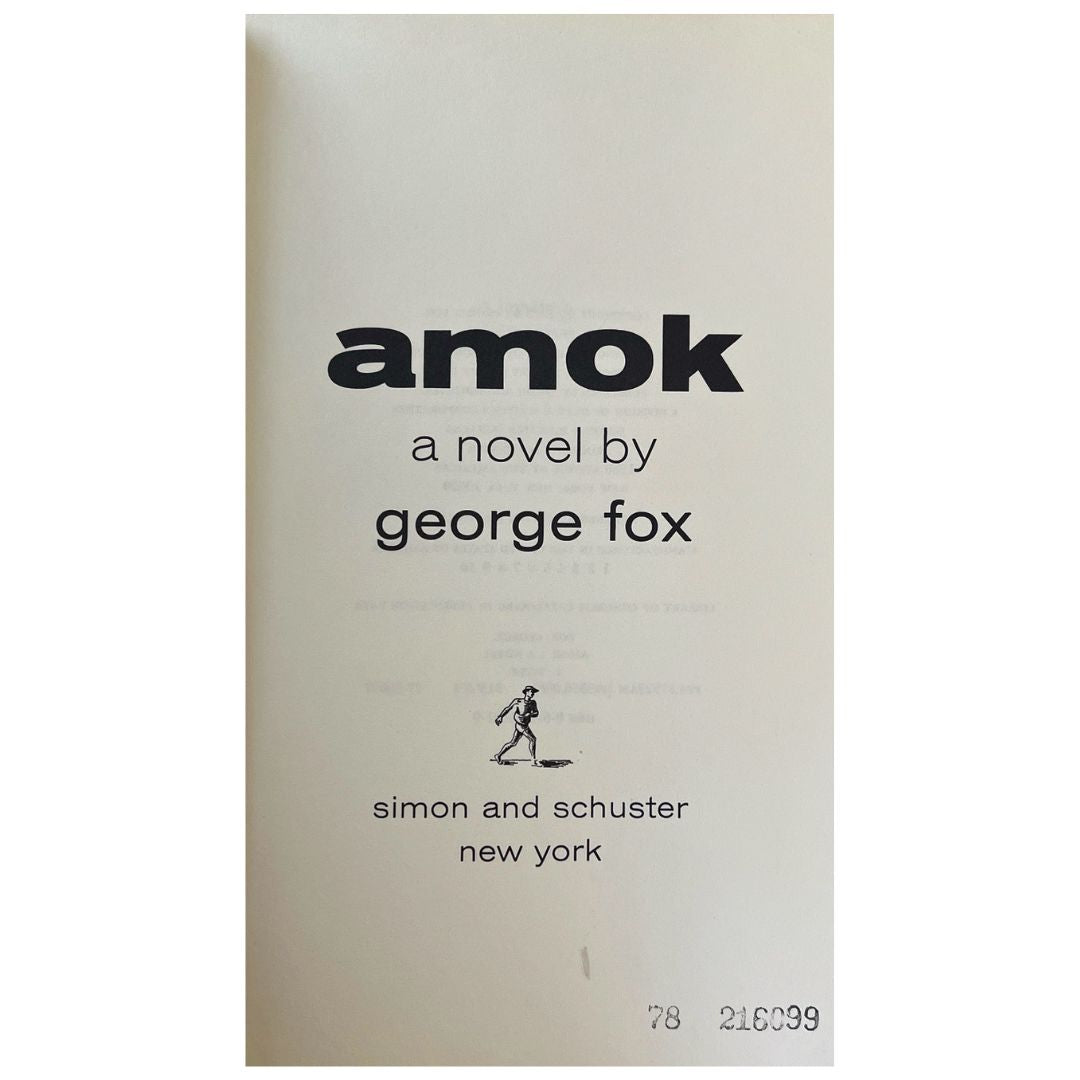 amok
a novel by
george fox
simon and schuster
new york
78 216099